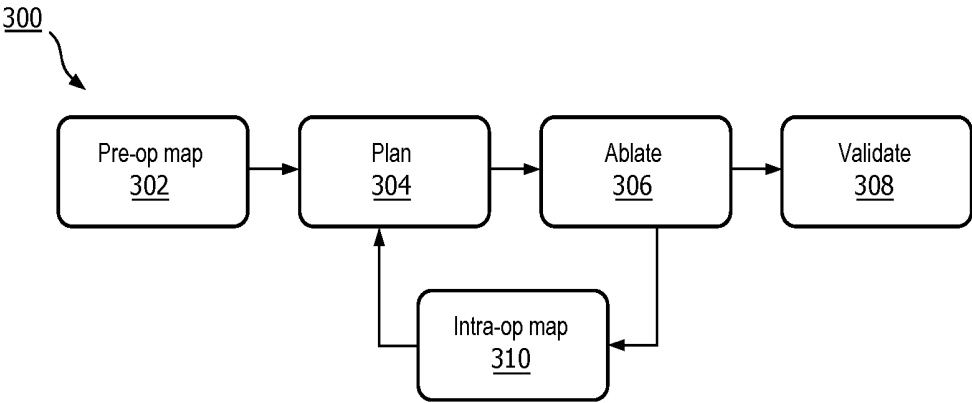 300
Pre-op map
302
Plan
304
Ablate
306
Validate
308
Intra-op map
310